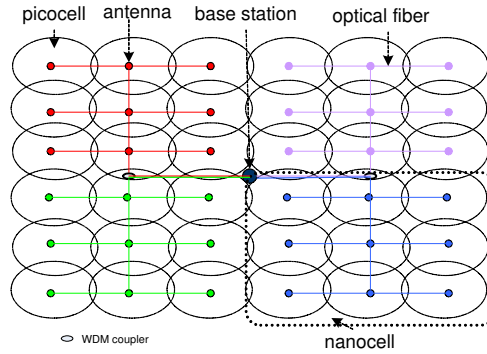 picocell antenna base station optical fiber
WDM coupler
nanocell